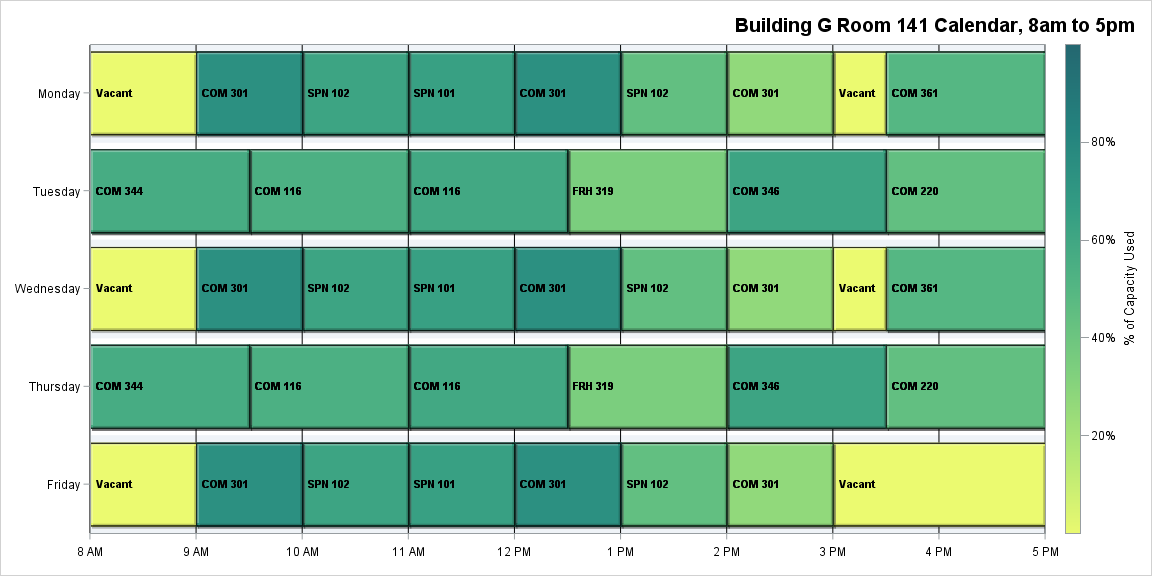 Building G Room 141 Calendar, 8am to 5pm
Monday
Vacant
COM 301
SPN 102
SPN 101
COM 301
SPN 102
COM 301
Vacant
COM 361
Tuesday
COM 344
COM 116
COM 116
FRH 319
COM 346
COM 220
Wednesday
Vacant
COM 301
SPN 102
SPN 101
COM 301
SPN 102
COM 301
Vacant
COM 361
Thursday
COM 344
COM 116
COM 116
FRH 319
COM 346
COM 220
Friday
Vacant
COM 301
SPN 102
SPN 101
COM 301
SPN 102
COM 301
Vacant
8 AM
9 AM
10 AM
11 AM
12 PM
1 PM
2 PM
3 PM
4 PM
5 PM
80%
60%
40%
20%
% of Capacity Used